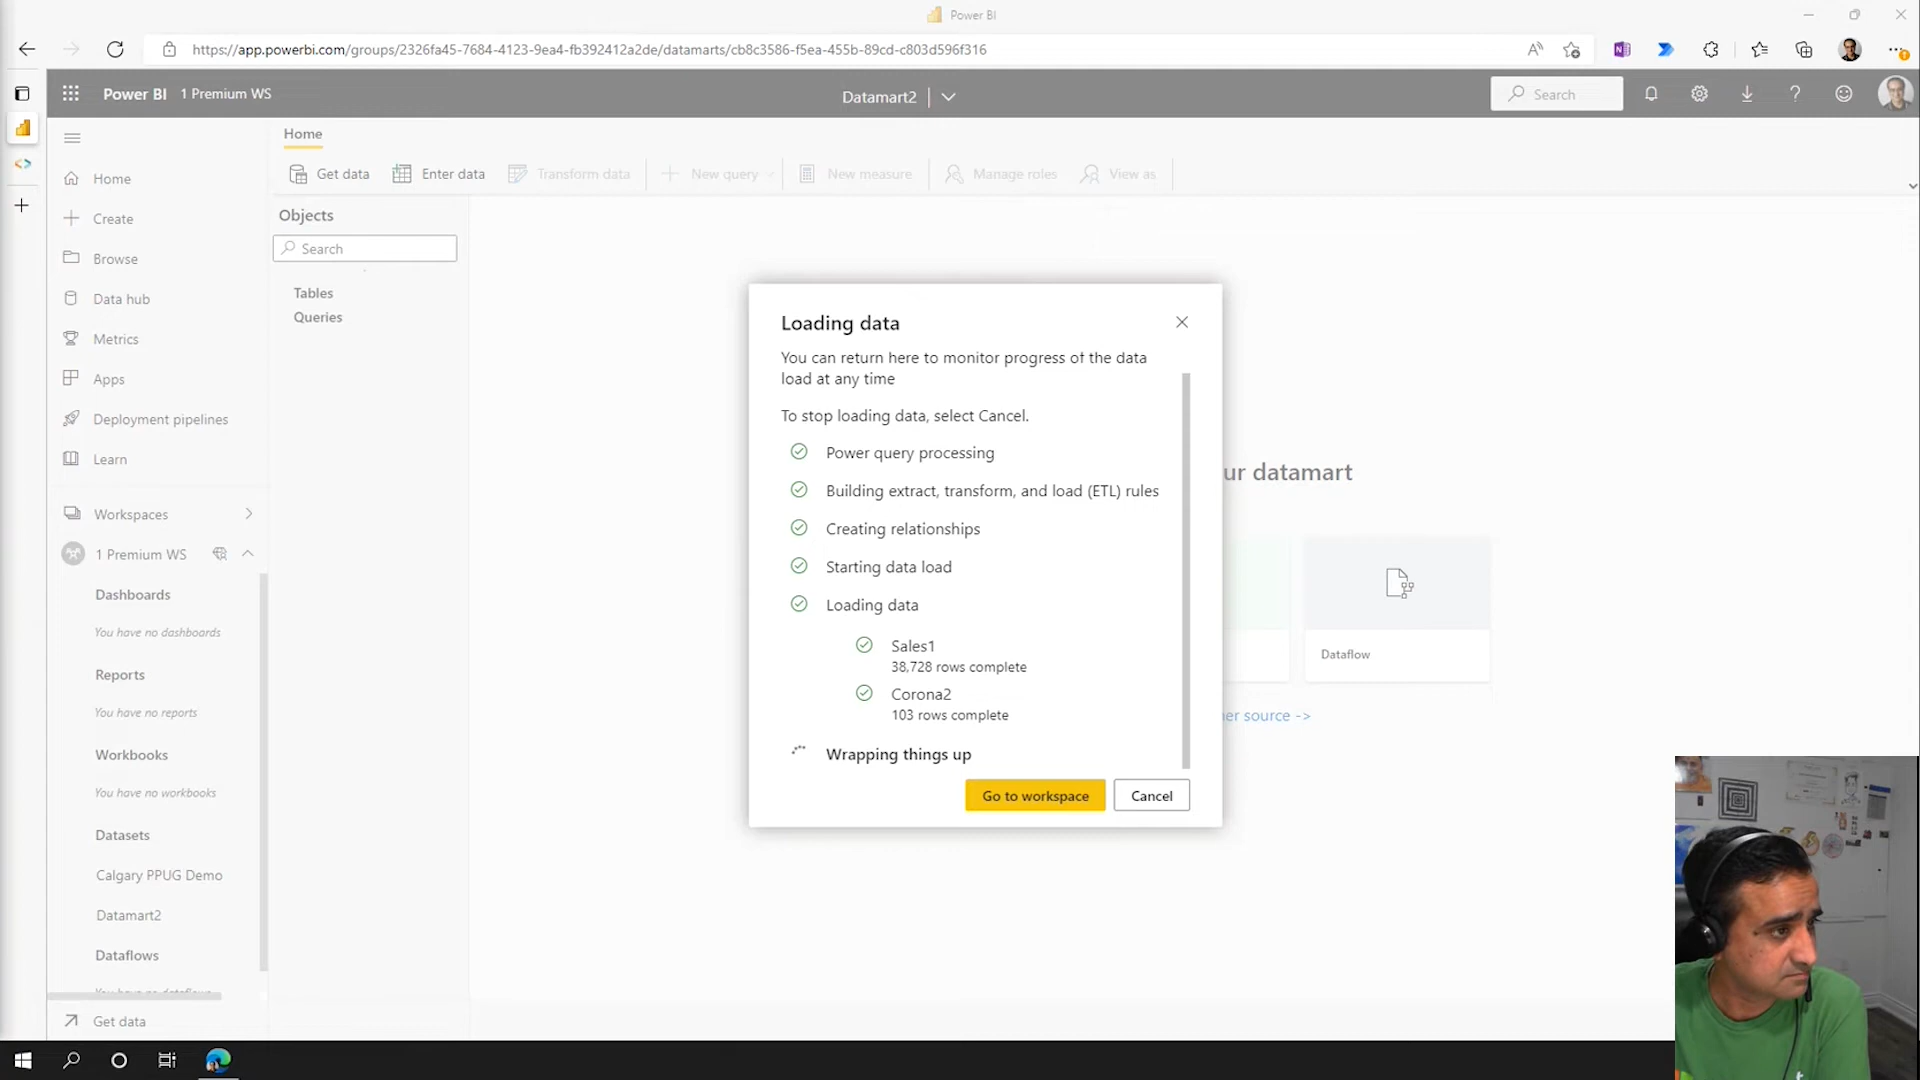 Power BI
https://app.powerbi.com/groups/2326fa45-7684-4123-9ea4-fb392412a2de/datamarts/cb8c3586-f5ea-455b-89cd-c803d596f316
Power BI 1 Premium WS
Datamart2
Search
Home
Get data
Enter data
Transform data
New query
New measure
Manage roles
View as
Home
Create
Browse
Data hub
Metrics
Apps
Deployment pipelines
Learn
Workspaces
1 Premium WS
Dashboards
You have no dashboards
Reports
You have no reports
Workbooks
You have no workbooks
Datasets
Calgary PPUG Demo
Datamart2
Dataflows
You have no dataflows
Get data
Objects
Search
Tables
Queries
Loading data
You can return here to monitor progress of the data
load at any time
To stop loading data, select Cancel.
Power query processing
Building extract, transform, and load (ETL) rules
Creating relationships
Starting data load
Loading data
Sales1
38,728 rows complete
Corona2
103 rows complete
Wrapping things up
Go to workspace
Cancel
ur datamart
Dataflow
her source ->